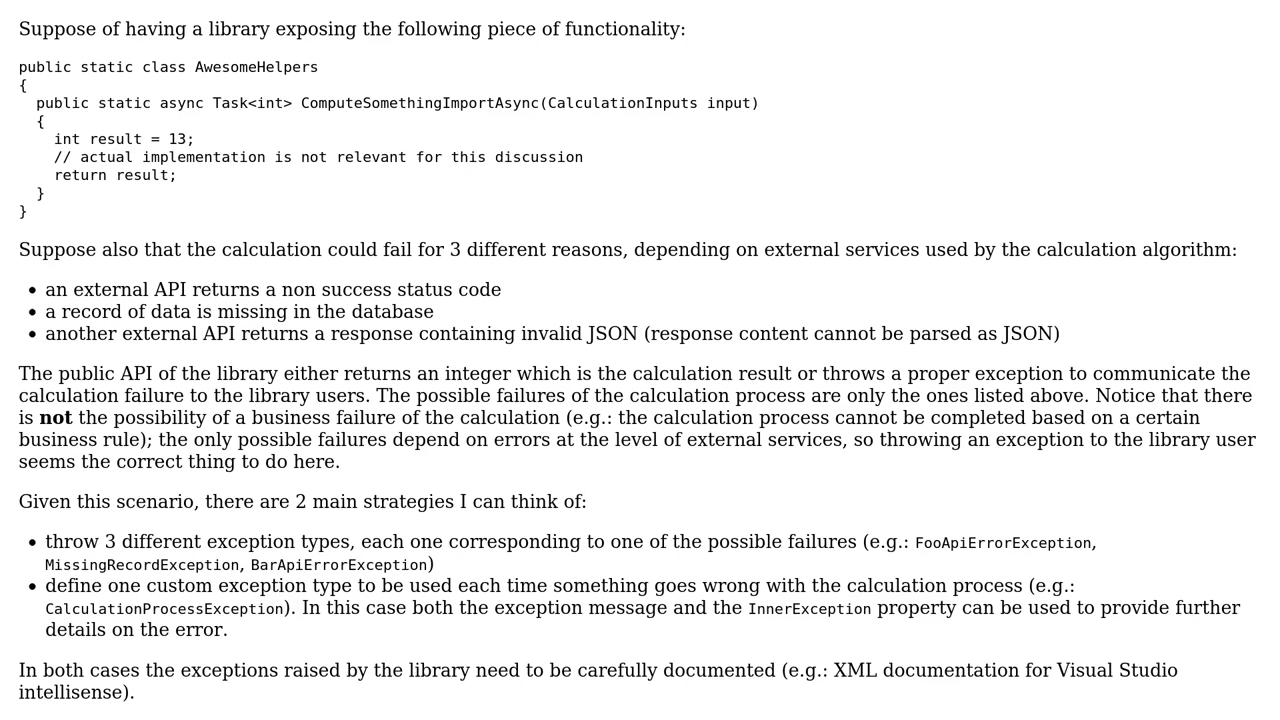 Suppose of having a library exposing the following piece of functionality:
public static class AwesomeHelpers
{
  public static async Task<int> ComputeSomethingImportAsync(CalculationInputs input)
  {
    int result = 13;
    // actual implementation is not relevant for this discussion
    return result;
  }
}
Suppose also that the calculation could fail for 3 different reasons, depending on external services used by the calculation algorithm:
• an external API returns a non success status code
• a record of data is missing in the database
• another external API returns a response containing invalid JSON (response content cannot be parsed as JSON)
The public API of the library either returns an integer which is the calculation result or throws a proper exception to communicate the
calculation failure to the library users. The possible failures of the calculation process are only the ones listed above. Notice that there
is not the possibility of a business failure of the calculation (e.g.: the calculation process cannot be completed based on a certain
business rule); the only possible failures depend on errors at the level of external services, so throwing an exception to the library user
seems the correct thing to do here.
Given this scenario, there are 2 main strategies I can think of:
• throw 3 different exception types, each one corresponding to one of the possible failures (e.g.: FooApiErrorException,
MissingRecordException, BarApiErrorException)
• define one custom exception type to be used each time something goes wrong with the calculation process (e.g.:
CalculationProcessException). In this case both the exception message and the InnerException property can be used to provide further
details on the error.
In both cases the exceptions raised by the library need to be carefully documented (e.g.: XML documentation for Visual Studio
intellisense).